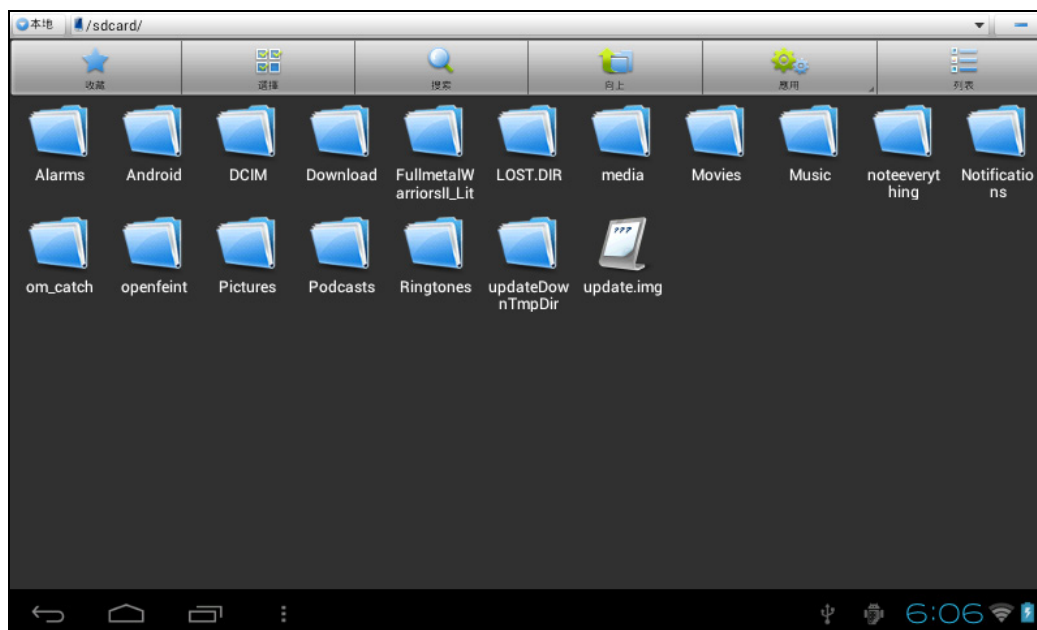 本地 /sdcard/
收藏 選擇 搜索 向上 應用 列表
Alarms Android DCIM Download FullmetalW LOST.DIR media Movies Music noteeveryt Notificatio
arriorsII_Lit hing ns
om_catch openfeint Pictures Podcasts Ringtones updateDow update.img
nTmpDir
???
6:06